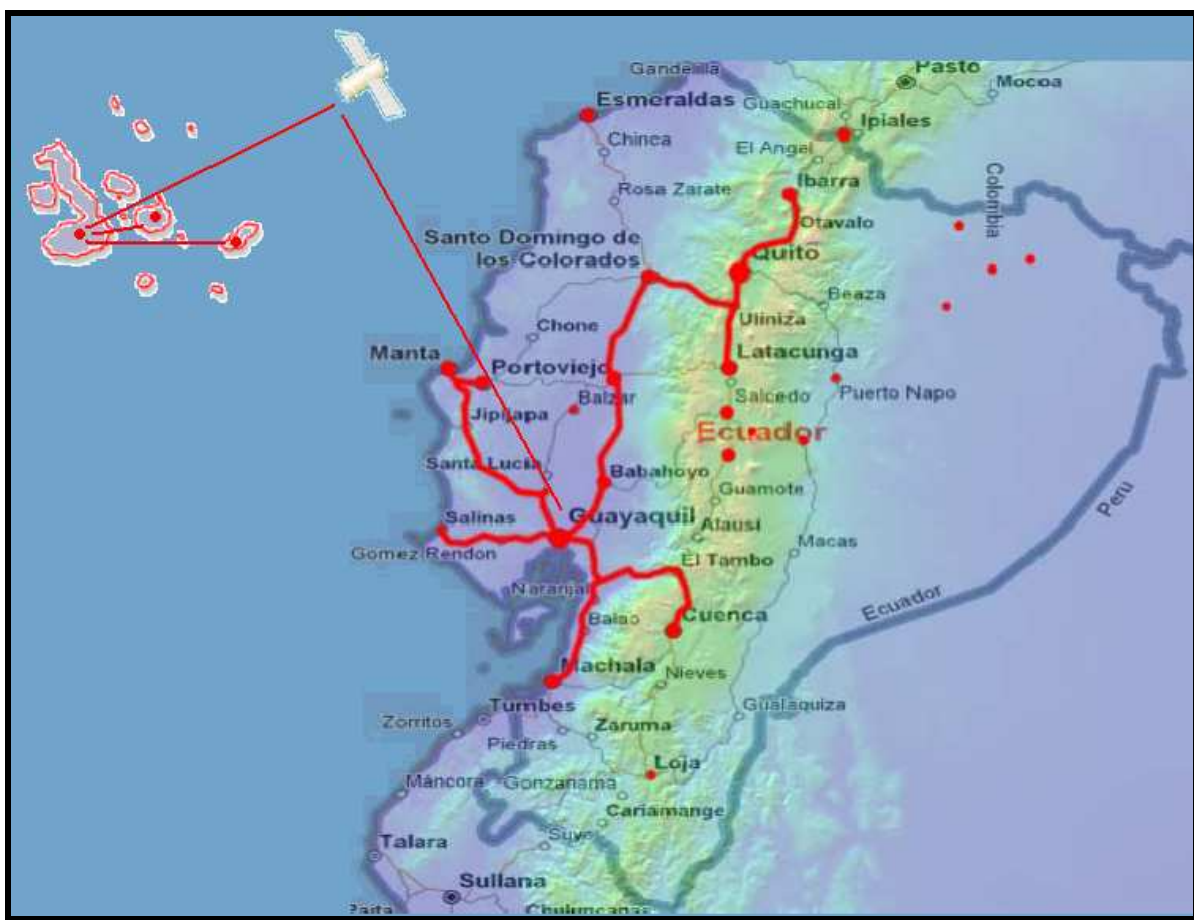 Pasto
Mocoa
Esmeraldas
Guachucal
Ipiales
Chinca
El Angel
Ibarra
Rosa Zarate
Colombia
Otavalo
Santo Domingo de
los Colorados
Quito
Beaza
Uliniza
Chone
Manta
Portoviejo
Latacunga
Salcedo
Puerto Napo
Balzar
Jipijapa
Ecuador
Santa Lucia
Babahoyo
Guamote
Peru
Salinas
Guayaquil
Alausi
Macas
Gomez Rendon
El Tambo
Naranjal
Ecuador
Balao
Cuenca
Machala
Nieves
Tumbes
Gualaquiza
Zorritos
Zaruma
Piedras
Loja
Máncora
Gonzanama
Cariamange
Suyo
Talara
Sullana
Paita
Chulucanas